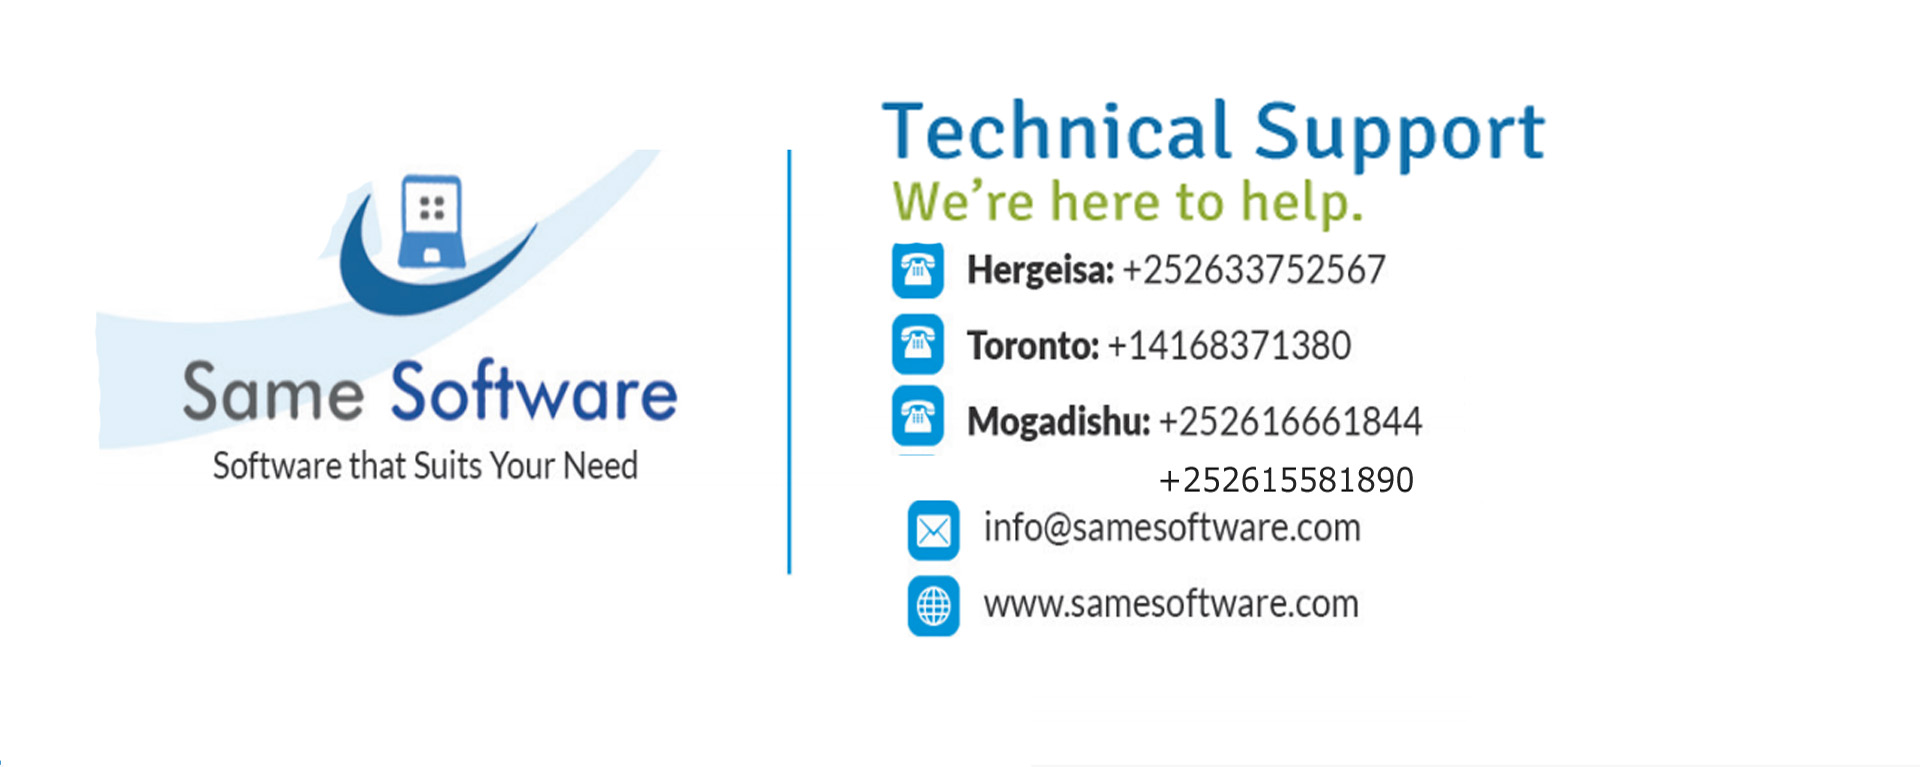 Same Software
Software that Suits Your Need
Technical Support
We're here to help.
Hergeisa: +252633752567
Toronto: +14168371380
Mogadishu: +252616661844
+252615581890
info@samesoftware.com
www.samesoftware.com